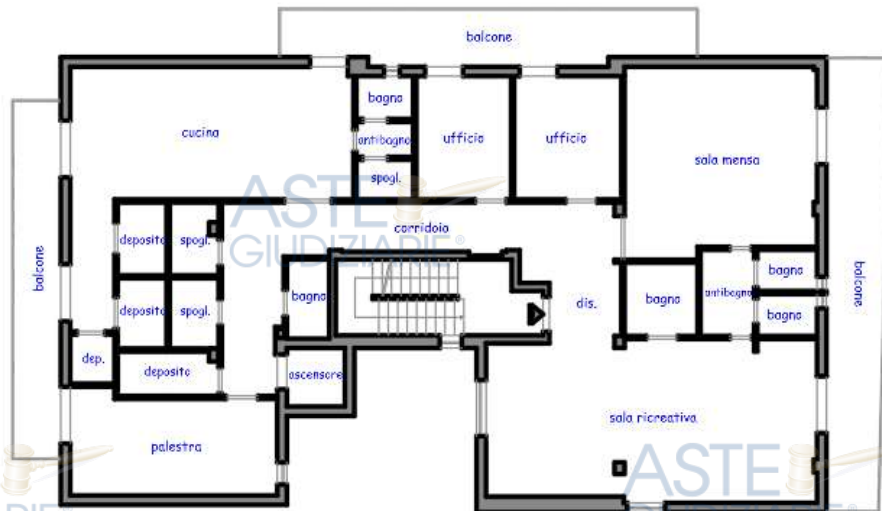 balcone
bagno
cucina
antibagno
ufficio
ufficio
sala mensa
spogl.
ASTE
GIUDIZIARIE®
corridoio
deposito
spogl.
balcone
bagno
balcone
bagno
dis.
bagno
antibagno
deposito
spogl.
bagno
dep.
deposito
ascensore
sala ricreativa
palestra
ASTE